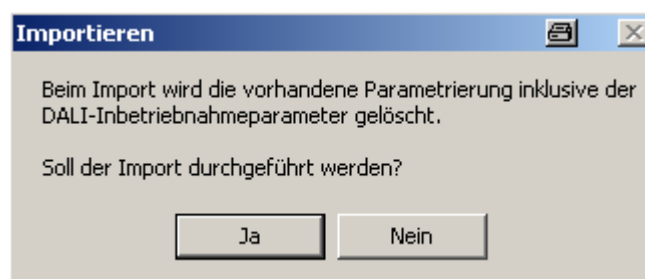 Importieren
Beim Import wird die vorhandene Parametrierung inklusive der
DALI-Inbetriebnahmeparameter gelöscht.
Soll der Import durchgeführt werden?
Ja
Nein